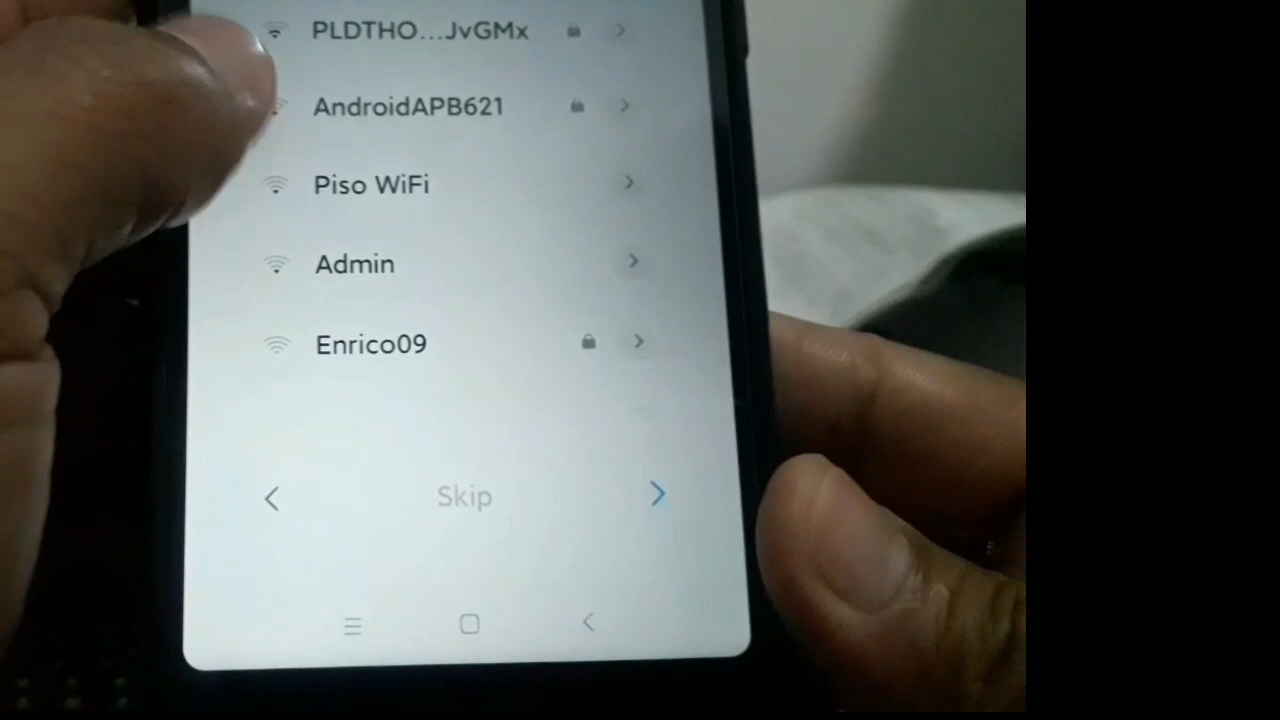 PLDTHO...JvGMx
AndroidAPB621
Piso WiFi
Admin
Enrico09
Skip